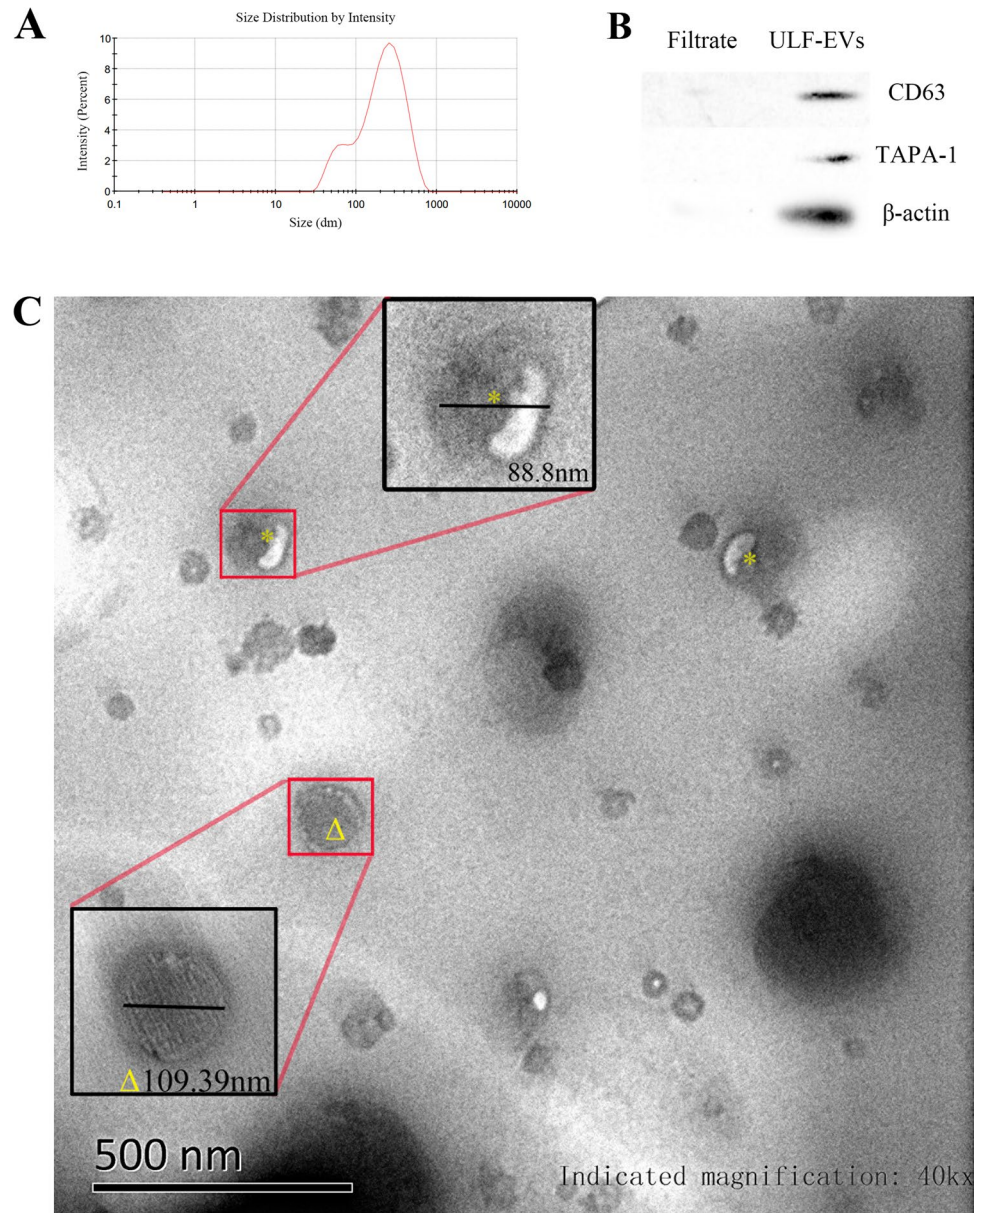 A
Size Distribution by Intensity
Intensity (Percent)
10
8
6
4
2
0
0.1 1 10 100 1000 10000
Size (dm)
B
Filtrate ULF-EVs
CD63
TAPA-1
β-actin
C
*
88.8nm
*
*
Δ
Δ109.39nm
500 nm
Indicated magnification: 40kx